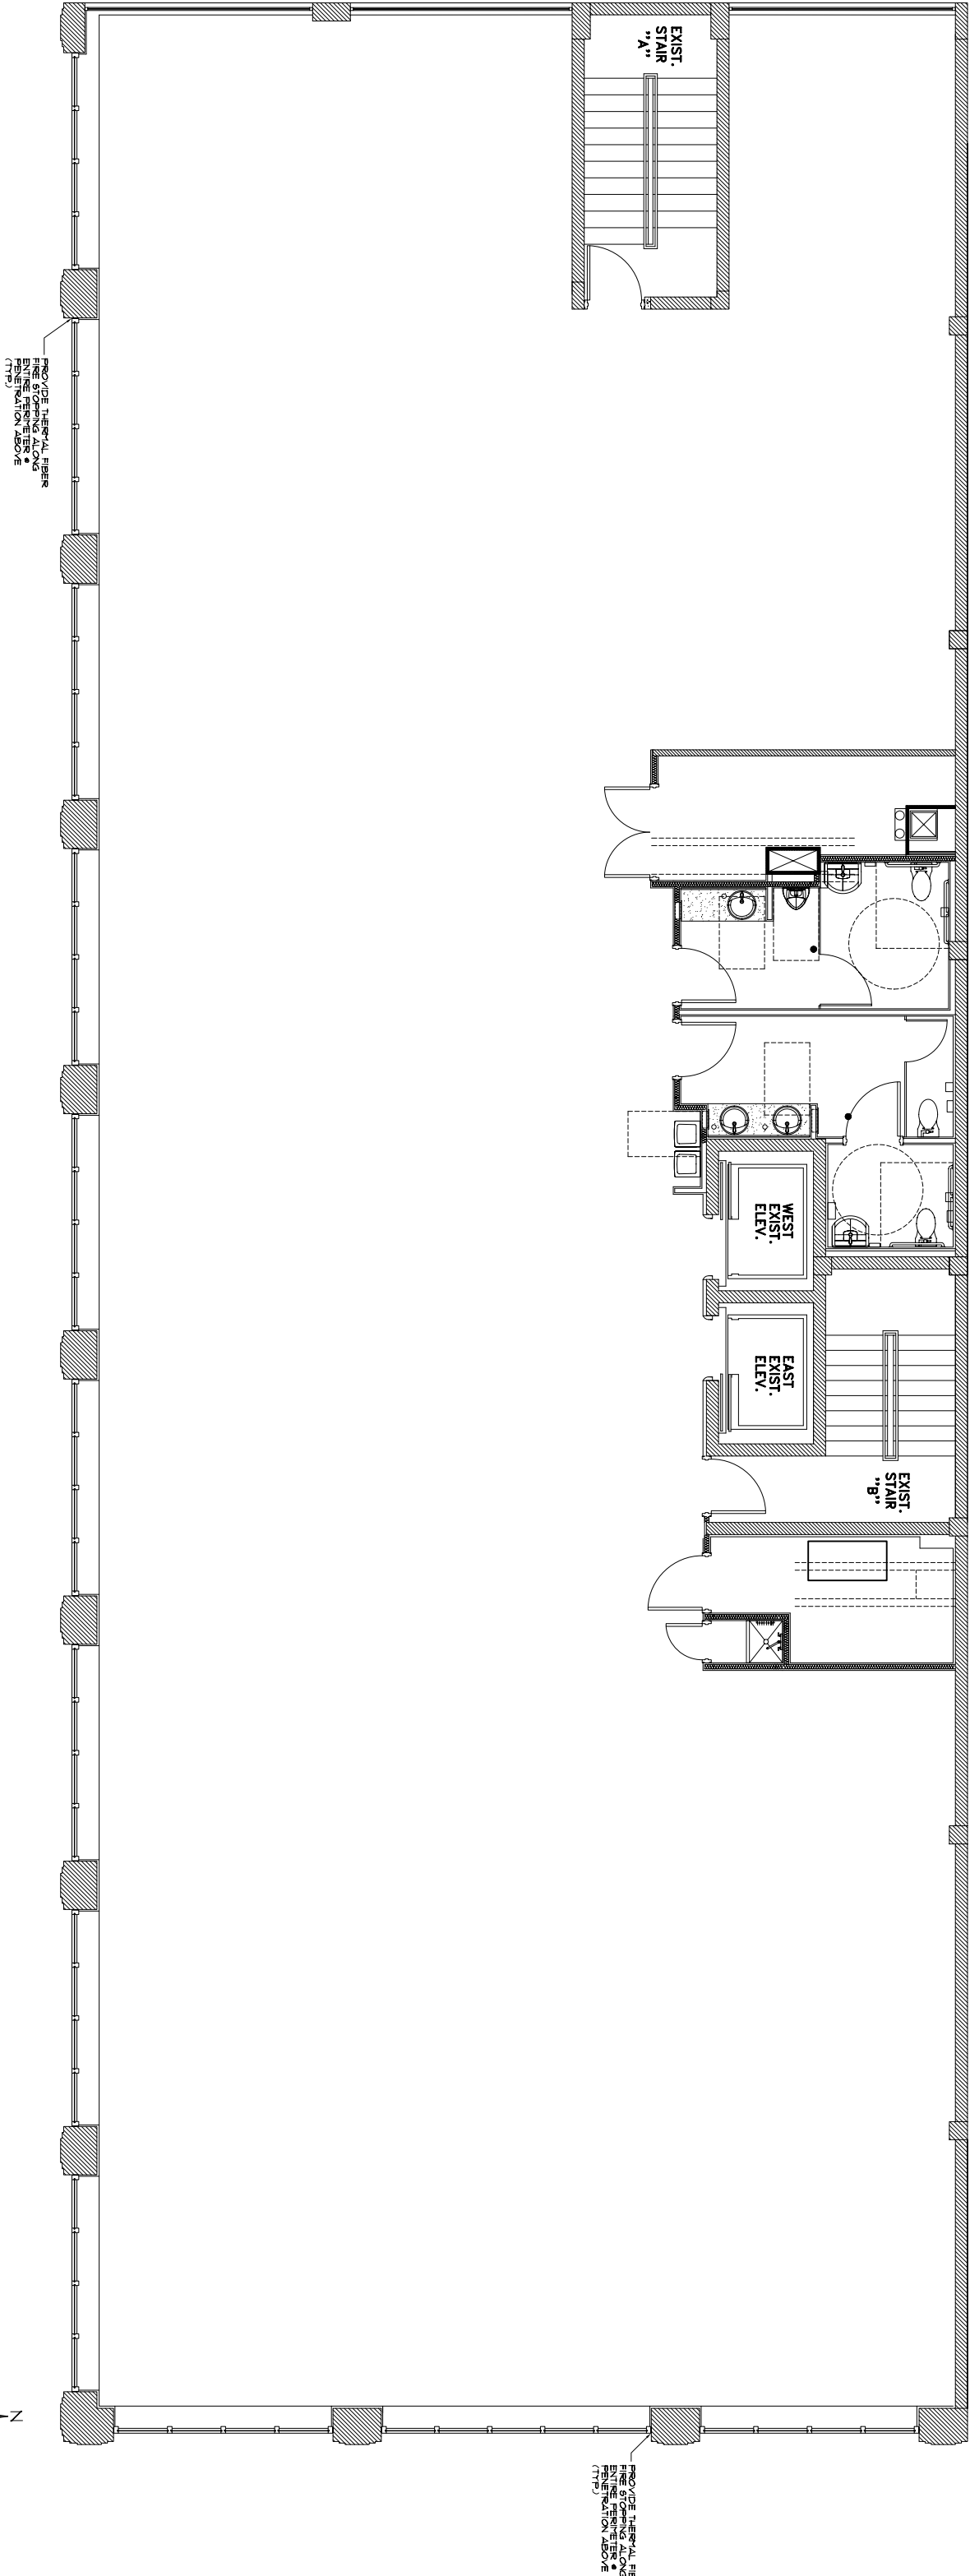 EXIST.
STAIR
"A"
WEST
EXIST.
ELEV.
EAST
EXIST.
ELEV.
EXIST.
STAIR
"B"
PROVIDE THERMAL FIBER
FIRE STOPPING ALONG
ENTIRE PERIMETER @
PENETRATION ABOVE
(TYP.)
PROVIDE THERMAL
FIRE STOPPING ALONG
ENTIRE PERIMETER @
PENETRATION ABOVE
(TYP.)
N